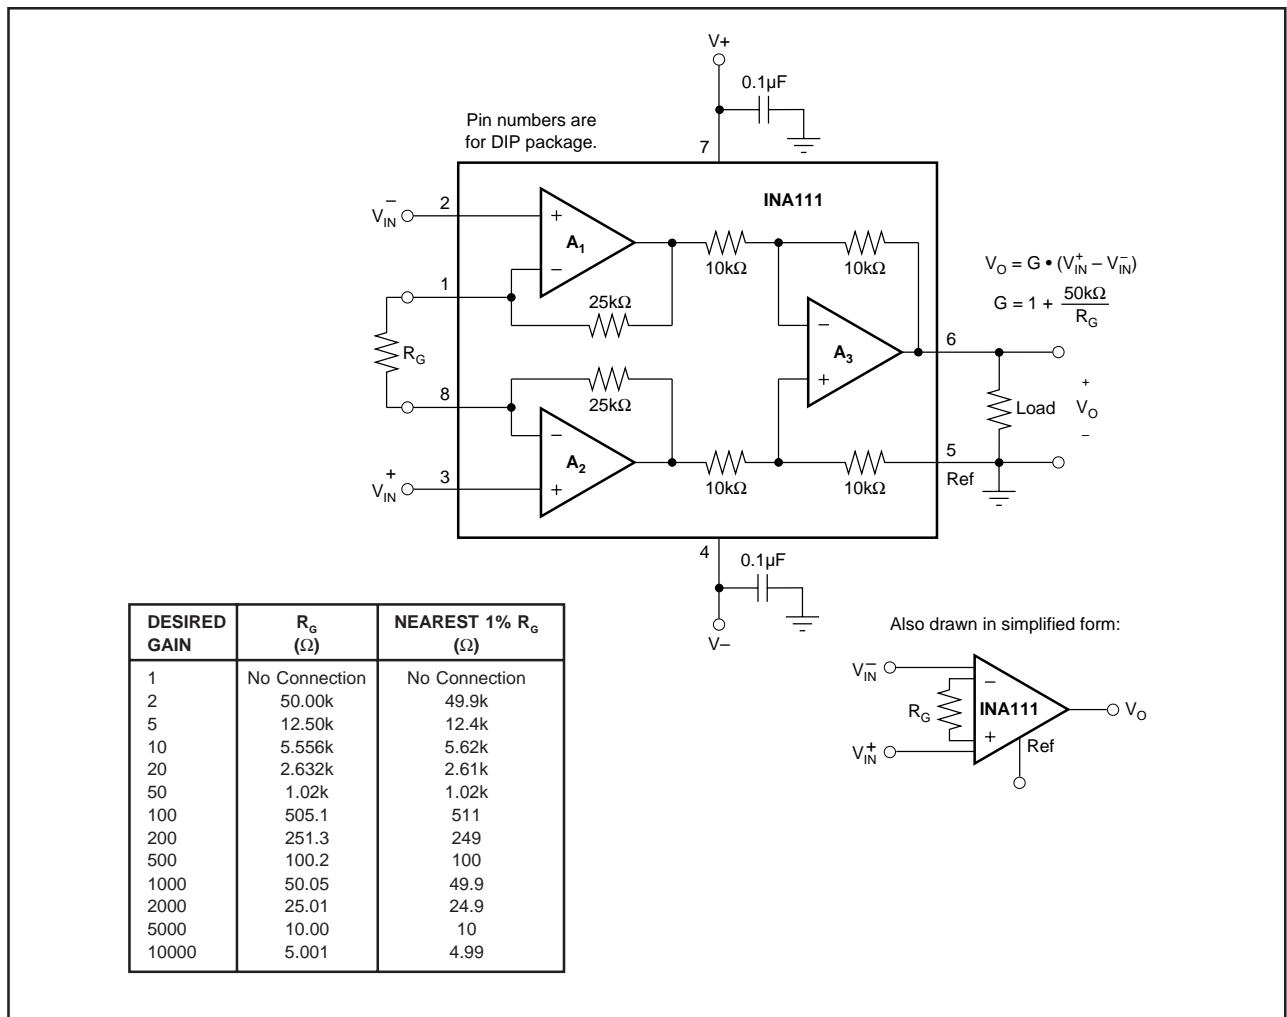 V+
0.1µF
Pin numbers are
for DIP package.
7
INA111
V⁻IN
2
+
A₁
–
10kΩ
10kΩ
1
25kΩ
RG
V_O = G • (V⁺IN – V⁻IN)
G = 1 + 50kΩ / RG
–
A₃
+
6
+
Load
V_O
–
8
25kΩ
–
A₂
+
V⁺IN
3
10kΩ
10kΩ
5
Ref
4
0.1µF
V–
DESIRED GAIN | RG (Ω) | NEAREST 1% RG (Ω)
1 | No Connection | No Connection
2 | 50.00k | 49.9k
5 | 12.50k | 12.4k
10 | 5.556k | 5.62k
20 | 2.632k | 2.61k
50 | 1.02k | 1.02k
100 | 505.1 | 511
200 | 251.3 | 249
500 | 100.2 | 100
1000 | 50.05 | 49.9
2000 | 25.01 | 24.9
5000 | 10.00 | 10
10000 | 5.001 | 4.99
Also drawn in simplified form:
V⁻IN
–
RG
INA111
V_O
+
Ref
V⁺IN